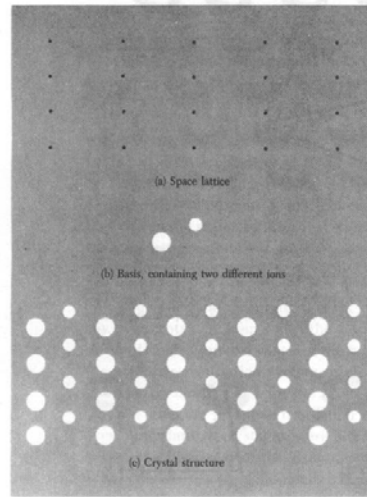 (a) Space lattice
(b) Basis, containing two different ions
(c) Crystal structure